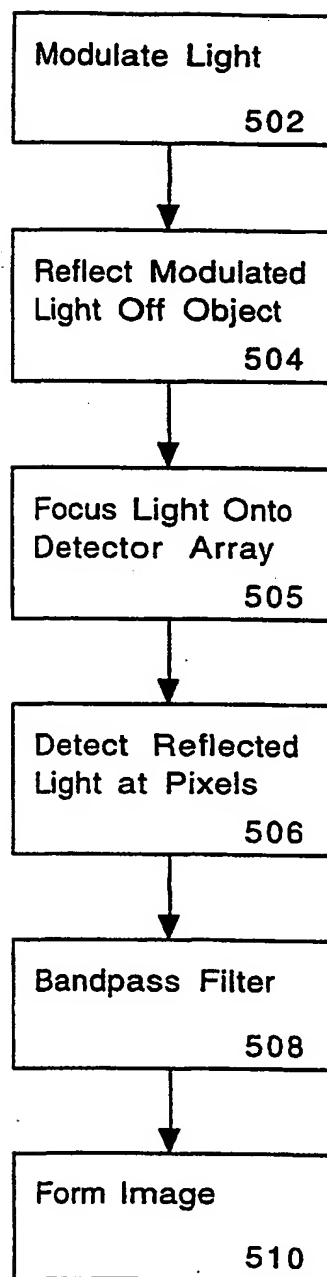 Modulate Light
502
Reflect Modulated
Light Off Object
504
Focus Light Onto
Detector Array
505
Detect Reflected
Light at Pixels
506
Bandpass Filter
508
Form Image
510